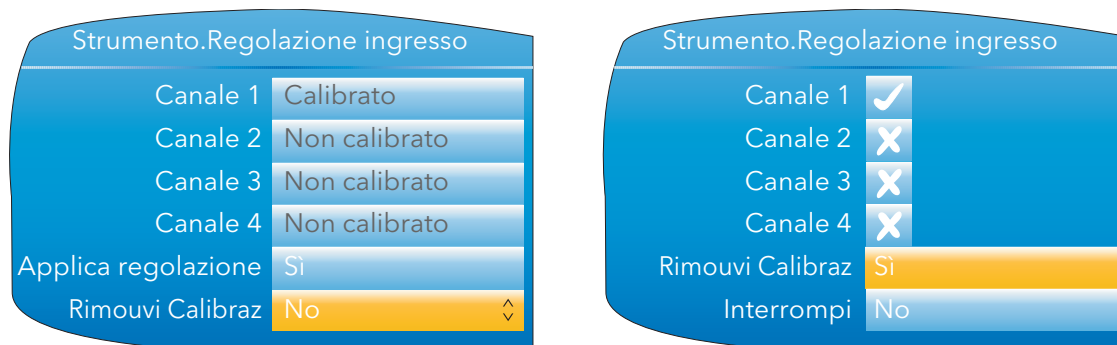 Strumento.Regolazione ingresso
Canale 1 Calibrato
Canale 2 Non calibrato
Canale 3 Non calibrato
Canale 4 Non calibrato
Applica regolazione Sì
Rimouvi Calibraz No
Strumento.Regolazione ingresso
Canale 1
Canale 2
Canale 3
Canale 4
Rimouvi Calibraz Sì
Interrompi No